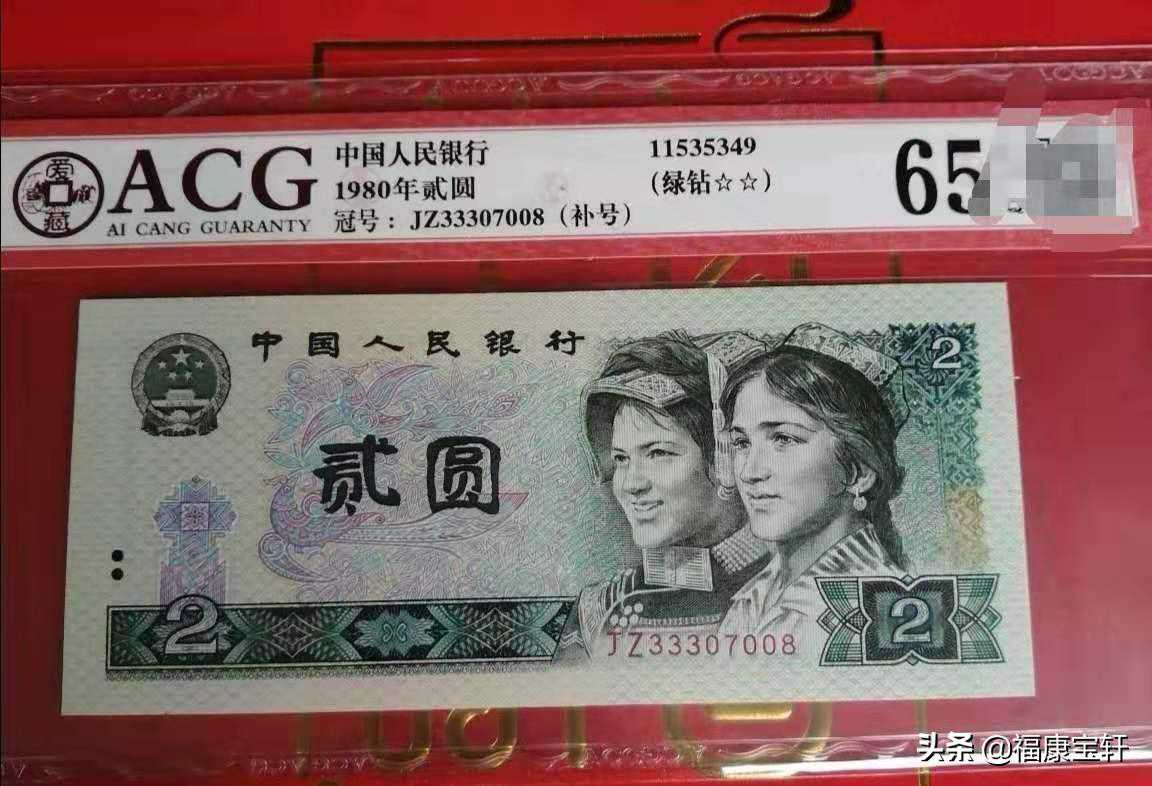 爱藏
ACG
AI CANG GUARANTY
中国人民银行
1980年贰圆
冠号：JZ33307008（补号）
11535349
（绿钻☆☆）
65
中国人民银行
2
贰圆
2
JZ33307008
2
头条 @福康宝轩